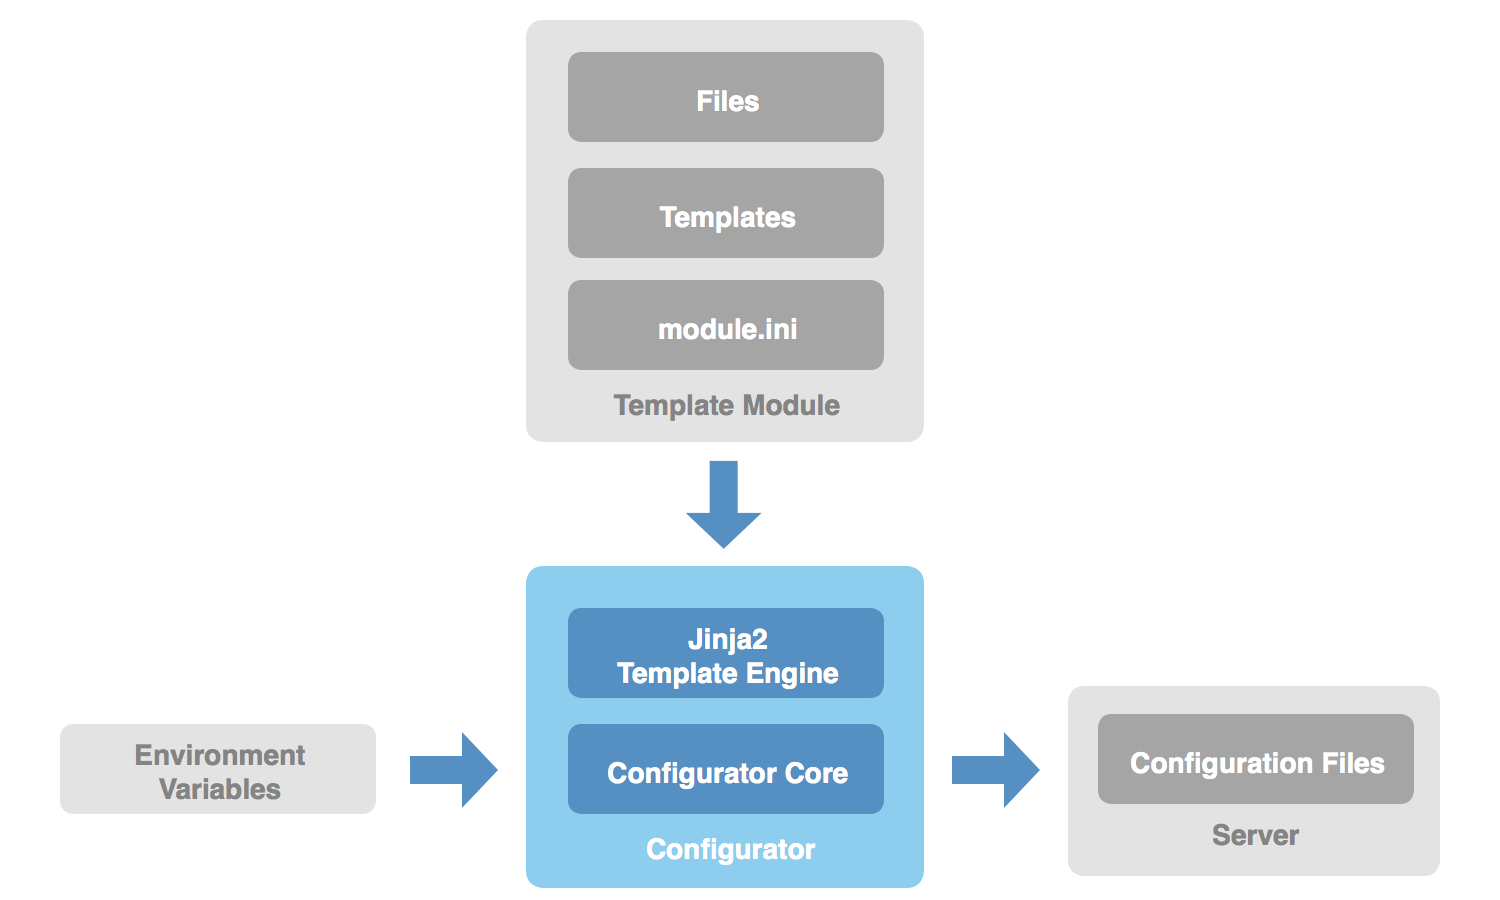 Files
Templates
module.ini
Template Module
Jinja2
Template Engine
Environment
Variables
Configurator Core
Configurator
Configuration Files
Server